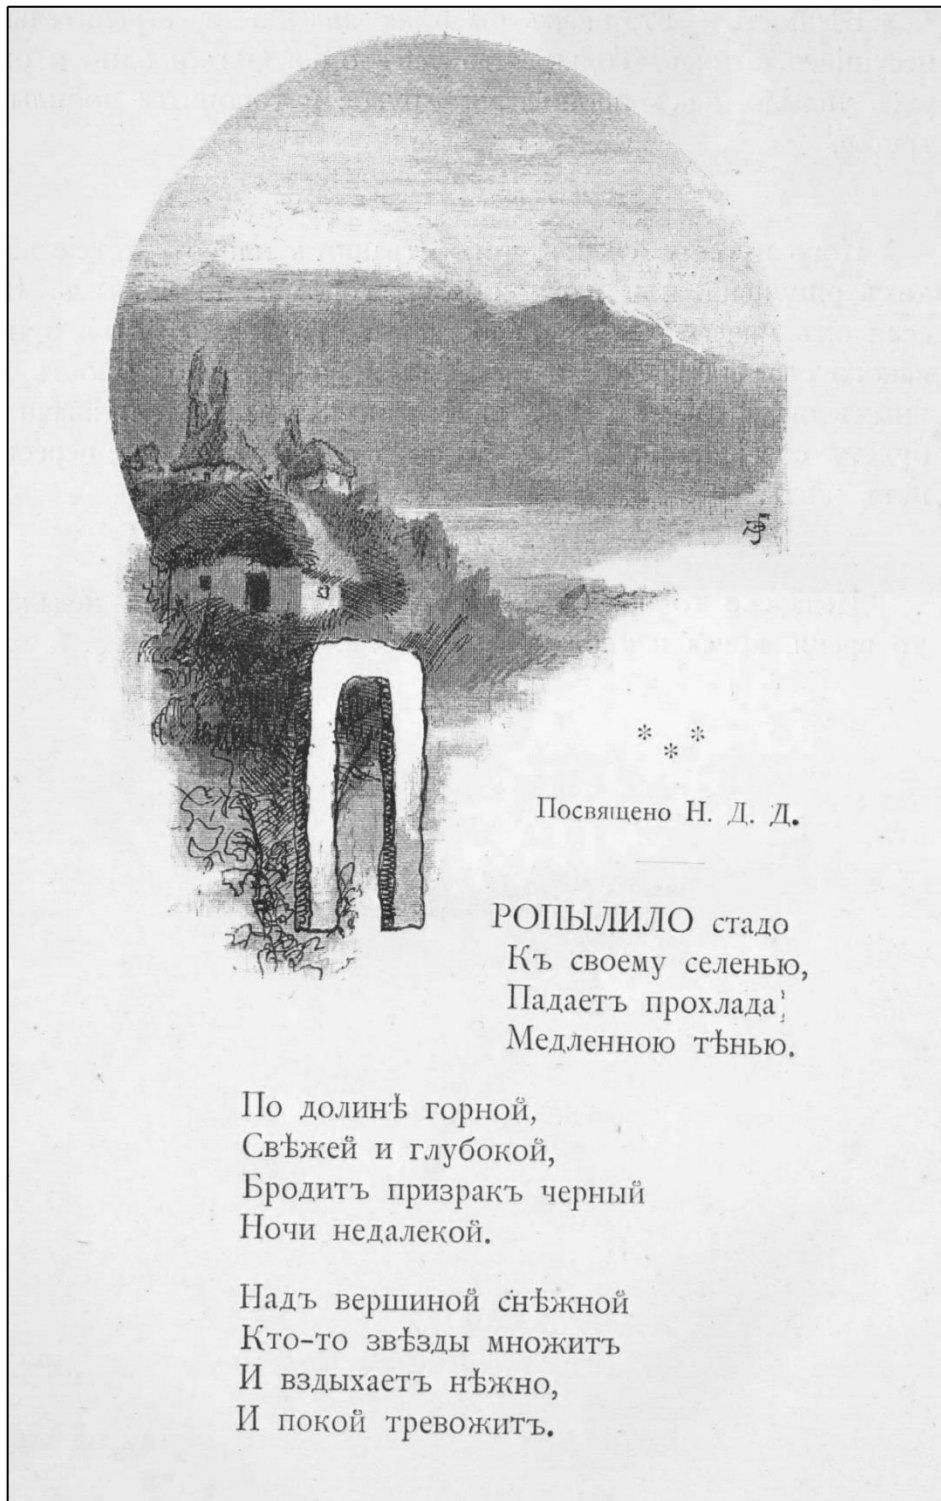 * * *
Посвящено Н. Д. Д.
ПРОПЫЛИЛО стадо
Къ своему селенью,
Падаетъ прохлада
Медленною тѣнью.
По долинѣ горной,
Свѣжей и глубокой,
Бродитъ призракъ черный
Ночи недалекой.
Надъ вершиной снѣжной
Кто-то звѣзды множитъ
И вздыхаетъ нѣжно,
И покой тревожитъ.